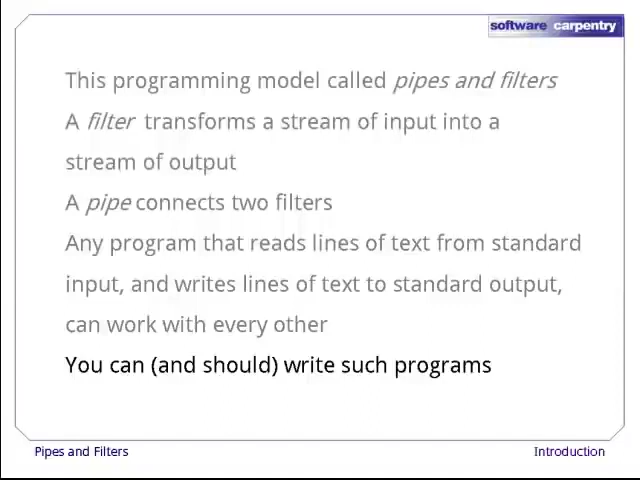 software carpentry
This programming model called pipes and filters
A filter transforms a stream of input into a
stream of output
A pipe connects two filters
Any program that reads lines of text from standard
input, and writes lines of text to standard output,
can work with every other
You can (and should) write such programs
Pipes and Filters
Introduction